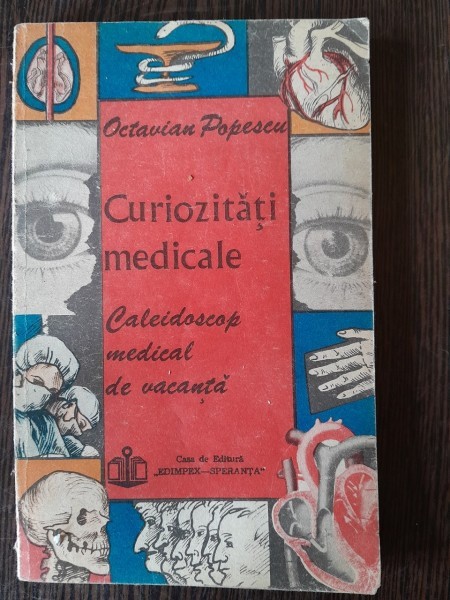 Octavian Popescu
Curiozități
medicale
Caleidoscop
medical
de vacanță
Casa de Editură
„EDIMPEX—SPERANȚA"